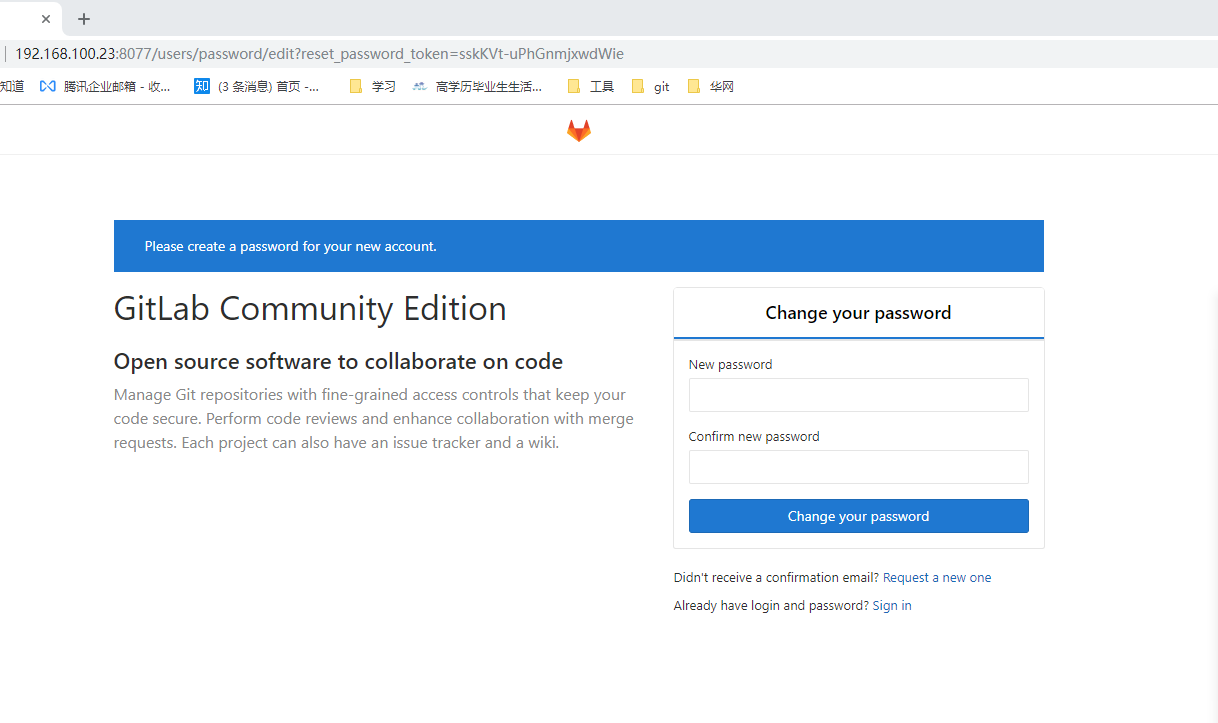 192.168.100.23:8077/users/password/edit?reset_password_token=sskKVt-uPhGnmjxwdWie
知道 腾讯企业邮箱 - 收... 知 (3 条消息) 首页 -... 学习 高学历毕业生生活... 工具 git 华网
Please create a password for your new account.
GitLab Community Edition
Open source software to collaborate on code
Manage Git repositories with fine-grained access controls that keep your
code secure. Perform code reviews and enhance collaboration with merge
requests. Each project can also have an issue tracker and a wiki.
Change your password
New password
Confirm new password
Change your password
Didn't receive a confirmation email? Request a new one
Already have login and password? Sign in